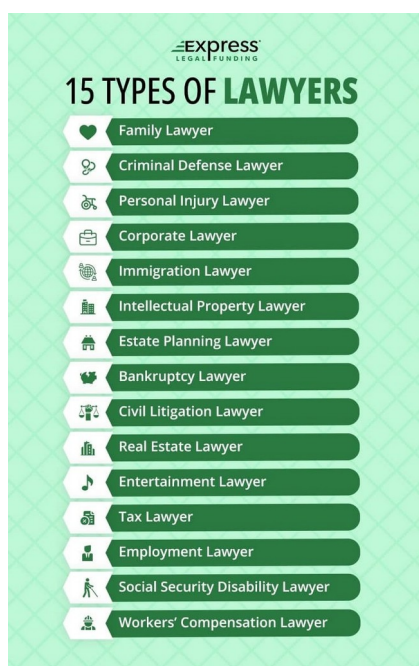 Express
LEGAL FUNDING
15 TYPES OF LAWYERS
Family Lawyer
Criminal Defense Lawyer
Personal Injury Lawyer
Corporate Lawyer
Immigration Lawyer
Intellectual Property Lawyer
Estate Planning Lawyer
Bankruptcy Lawyer
Civil Litigation Lawyer
Real Estate Lawyer
Entertainment Lawyer
Tax Lawyer
Employment Lawyer
Social Security Disability Lawyer
Workers’ Compensation Lawyer